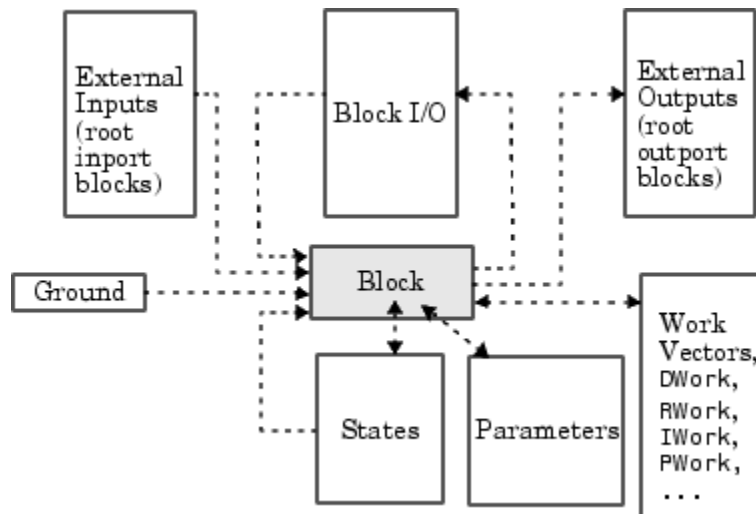 External
Inputs
(root
inport
blocks)
Block I/O
External
Outputs
(root
outport
blocks)
Ground
Block
Work
Vectors,
DWork,
RWork,
IWork,
PWork,
...
States
Parameters